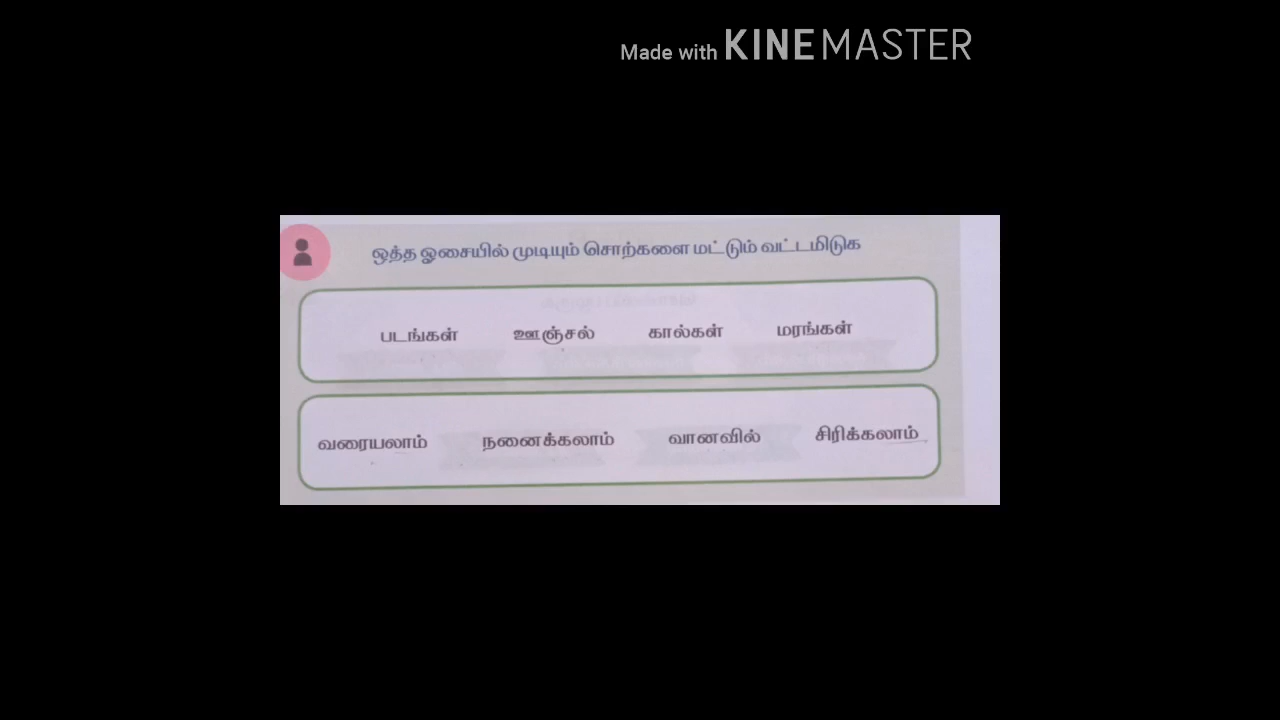 Made with KINEMASTER
ஒத்த ஓசையில் முடியும் சொற்களை மட்டும் வட்டமிடுக
படங்கள் ஊஞ்சல் கால்கள் மரங்கள்
வரையலாம் நனைக்கலாம் வானவில் சிரிக்கலாம்